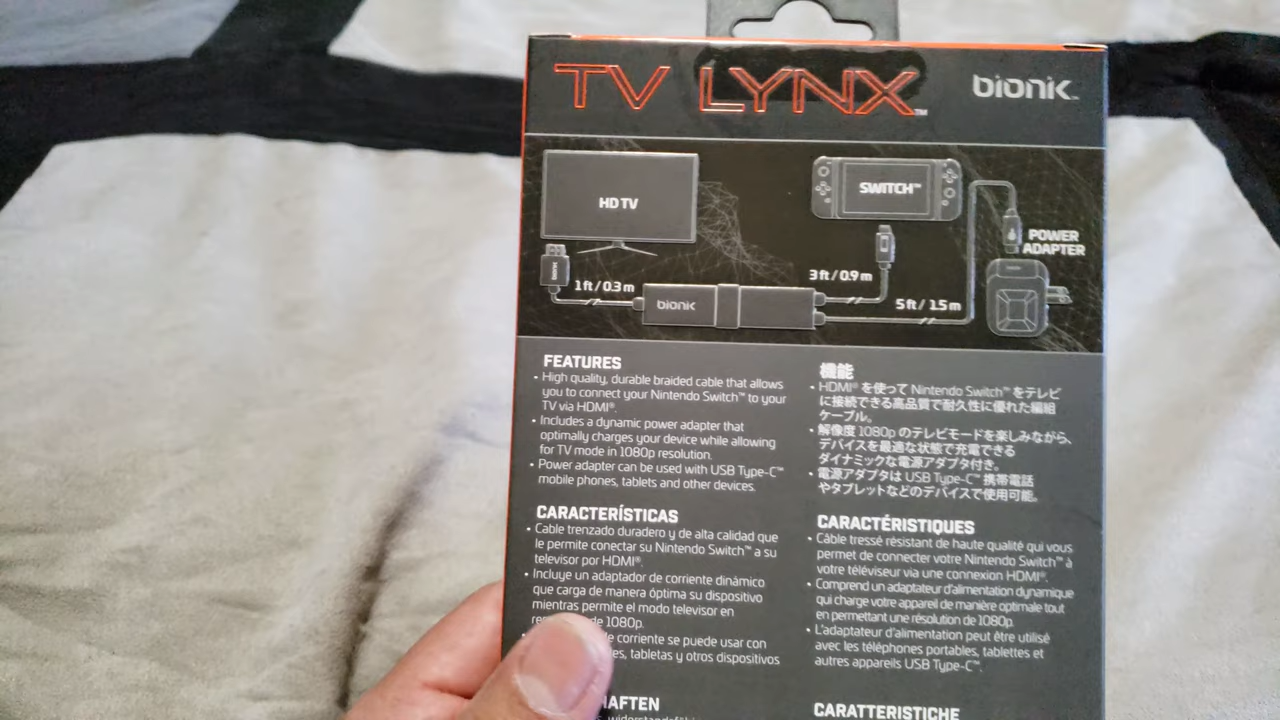 TV LYNX™
bionik™
HD TV
SWITCH™
POWER
ADAPTER
HDMI
1 ft / 0.3 m
bionik
3 ft / 0.9 m
5 ft / 1.5 m
FEATURES
• High quality, durable braided cable that allows
you to connect your Nintendo Switch™ to your
TV via HDMI®.
• Includes a dynamic power adapter that
optimally charges your device while allowing
for TV mode in 1080p resolution.
• Power adapter can be used with USB Type-C™
mobile phones, tablets and other devices.
機能
• HDMI® を使って Nintendo Switch™ をテレビ
に接続できる高品質で耐久性に優れた編組
ケーブル。
• 解像度 1080p のテレビモードを楽しみながら、
デバイスを最適な状態で充電できる
ダイナミックな電源アダプタ付き。
• 電源アダプタは USB Type-C™ 携帯電話
やタブレットなどのデバイスで使用可能。
CARACTERÍSTICAS
• Cable trenzado duradero y de alta calidad que
le permite conectar su Nintendo Switch™ a su
televisor por HDMI®.
• Incluye un adaptador de corriente dinámico
que carga de manera óptima su dispositivo
mientras permite el modo televisor en
de 1080p.
de corriente se puede usar con
tabletas y otros dispositivos
CARACTÉRISTIQUES
• Câble tressé résistant de haute qualité qui vous
permet de connecter votre Nintendo Switch™ à
votre téléviseur via une connexion HDMI®.
• Comprend un adaptateur d'alimentation dynamique
qui charge votre appareil de manière optimale tout
en permettant une résolution de 1080p.
• L'adaptateur d'alimentation peut être utilisé
avec les téléphones portables, tablettes et
autres appareils USB Type-C™.
HAFTEN
CARATTERISTICHE